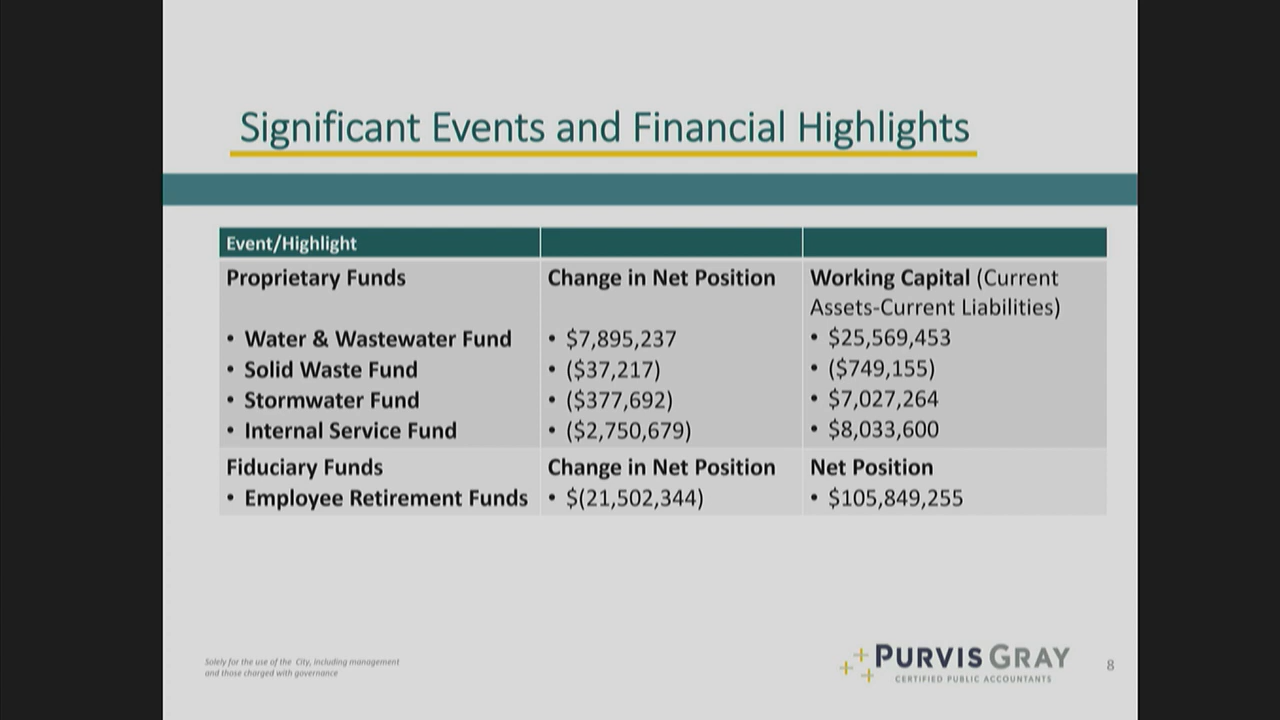 Significant Events and Financial Highlights
Event/Highlight
Proprietary Funds
Change in Net Position
Working Capital (Current
Assets-Current Liabilities)
• Water & Wastewater Fund
• $7,895,237
• $25,569,453
• Solid Waste Fund
• ($37,217)
• ($749,155)
• Stormwater Fund
• ($377,692)
• $7,027,264
• Internal Service Fund
• ($2,750,679)
• $8,033,600
Fiduciary Funds
Change in Net Position
Net Position
• Employee Retirement Funds
• $(21,502,344)
• $105,849,255
Solely for the use of the City, including management
and those charged with governance
PURVIS GRAY
CERTIFIED PUBLIC ACCOUNTANTS
8